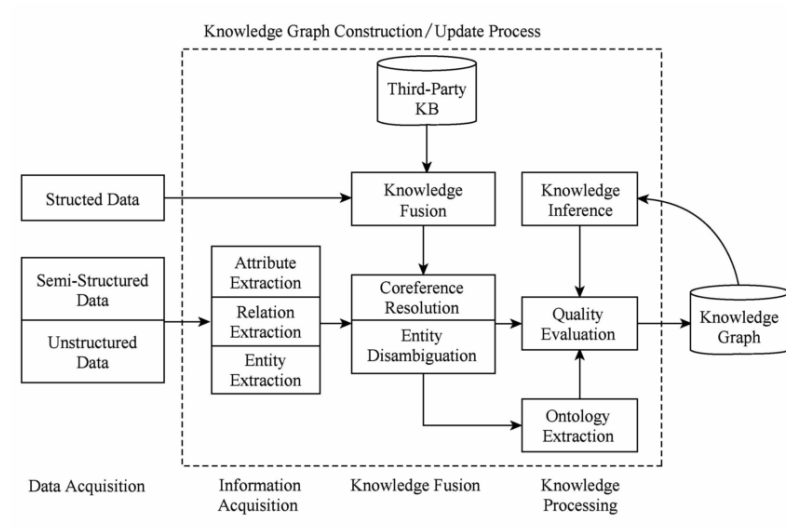 Knowledge Graph Construction/Update Process
Third-Party
KB
Structed Data
Knowledge
Fusion
Knowledge
Inference
Semi-Structured
Data
Unstructured
Data
Attribute
Extraction
Relation
Extraction
Entity
Extraction
Coreference
Resolution
Entity
Disambiguation
Quality
Evaluation
Knowledge
Graph
Ontology
Extraction
Data Acquisition
Information
Acquisition
Knowledge Fusion
Knowledge
Processing